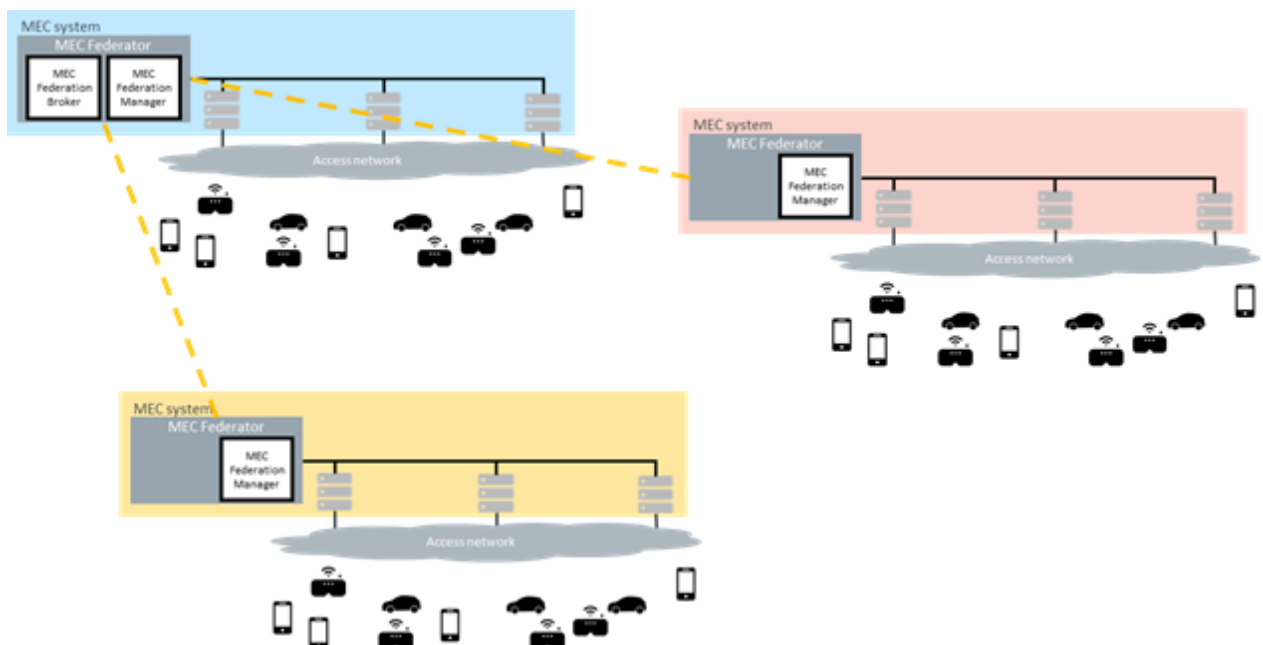 MEC system
MEC Federator
MEC
Federation
Broker
MEC
Federation
Manager
Access network
MEC system
MEC Federator
MEC
Federation
Manager
Access network
MEC system
MEC Federator
MEC
Federation
Manager
Access network